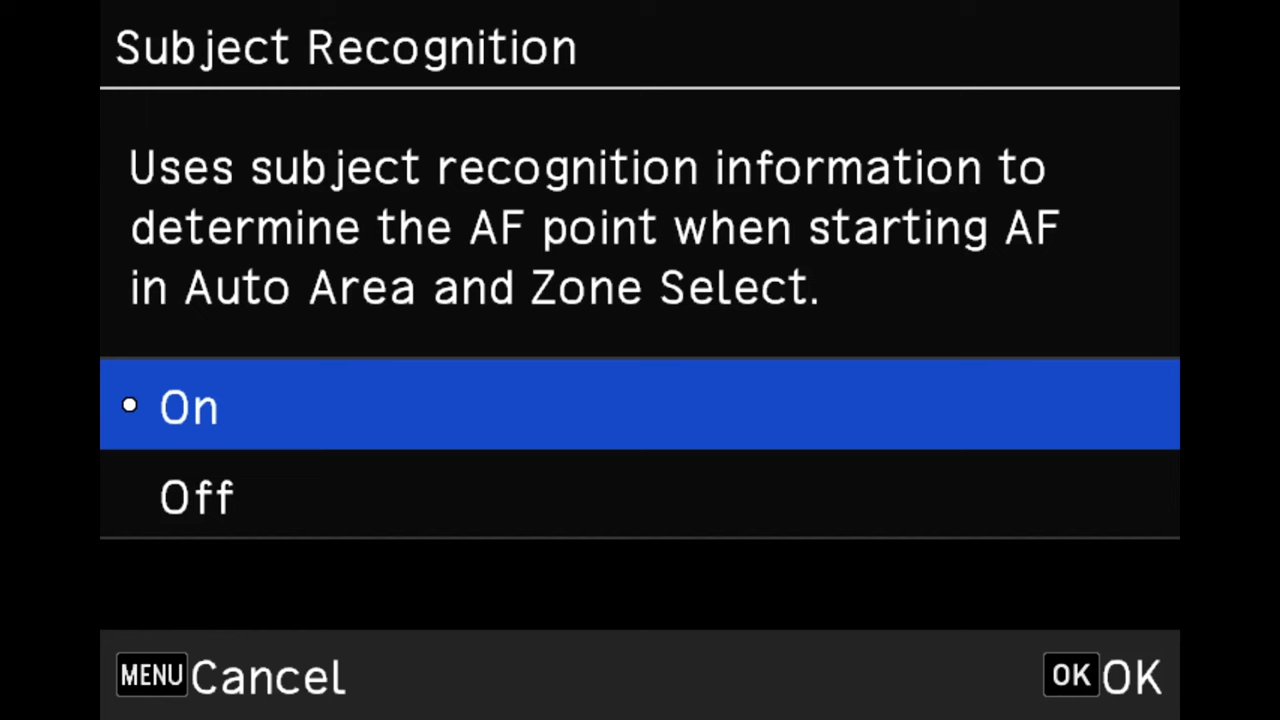 Subject Recognition
Uses subject recognition information to
determine the AF point when starting AF
in Auto Area and Zone Select.
On
Off
MENU Cancel
OK OK